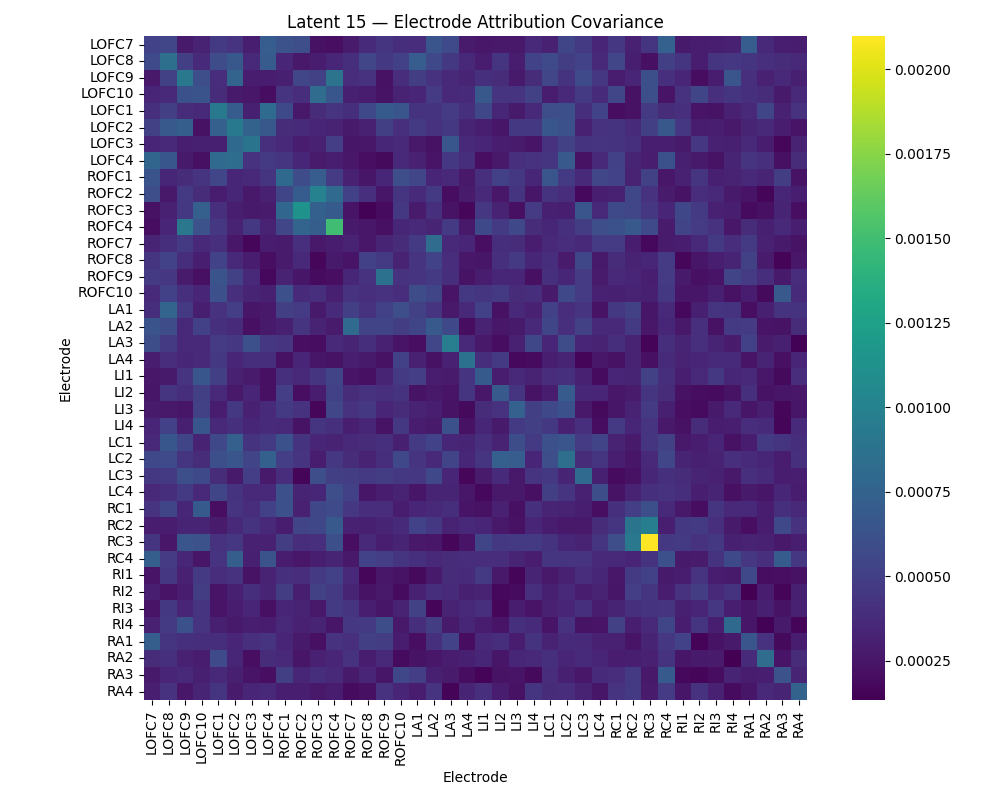 Latent 15 — Electrode Attribution Covariance
LOFC7
LOFC8
LOFC9
LOFC10
LOFC1
LOFC2
LOFC3
LOFC4
ROFC1
ROFC2
ROFC3
ROFC4
ROFC7
ROFC8
ROFC9
ROFC10
LA1
LA2
LA3
LA4
LI1
LI2
LI3
LI4
LC1
LC2
LC3
LC4
RC1
RC2
RC3
RC4
RI1
RI2
RI3
RI4
RA1
RA2
RA3
RA4
Electrode
LOFC7
LOFC8
LOFC9
LOFC10
LOFC1
LOFC2
LOFC3
LOFC4
ROFC1
ROFC2
ROFC3
ROFC4
ROFC7
ROFC8
ROFC9
ROFC10
LA1
LA2
LA3
LA4
LI1
LI2
LI3
LI4
LC1
LC2
LC3
LC4
RC1
RC2
RC3
RC4
RI1
RI2
RI3
RI4
RA1
RA2
RA3
RA4
Electrode
0.00200
0.00175
0.00150
0.00125
0.00100
0.00075
0.00050
0.00025